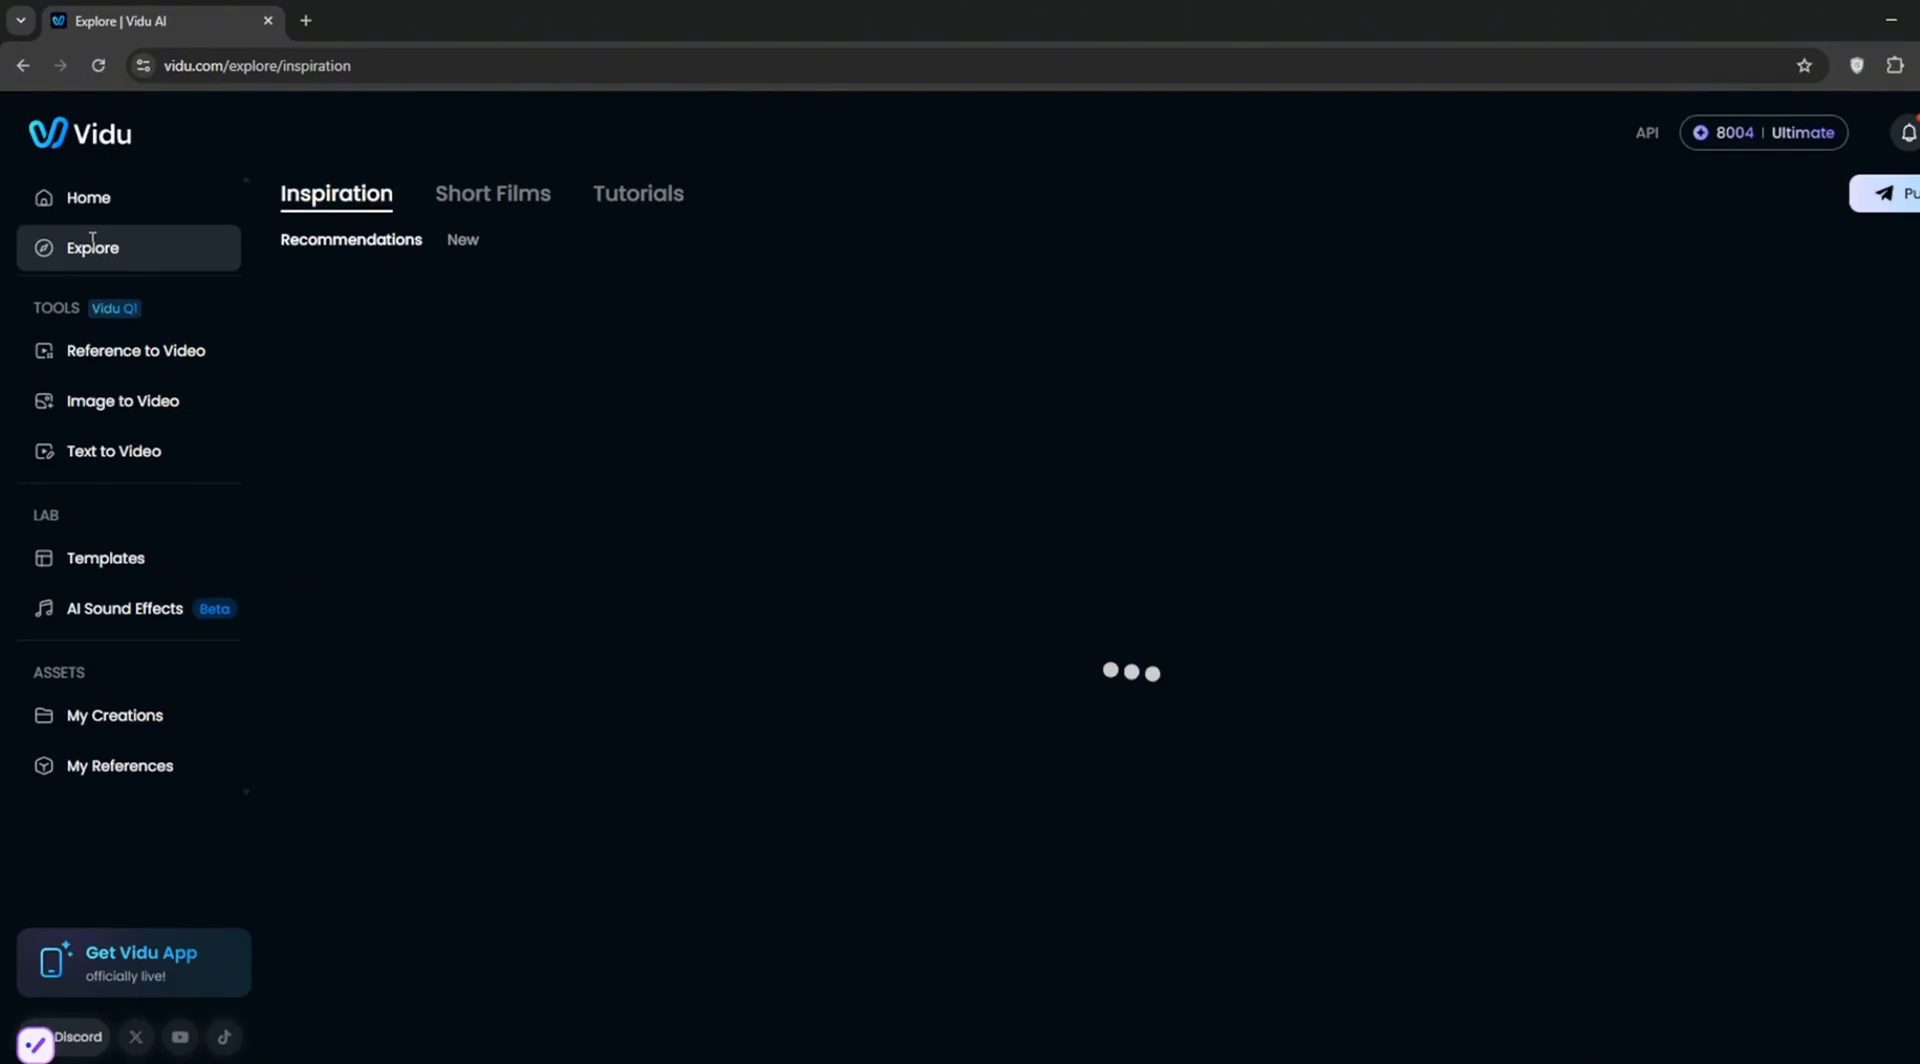 Explore | Vidu AI
vidu.com/explore/inspiration
Vidu
API
8004 | Ultimate
Home
Explore
TOOLS Vidu Q1
Reference to Video
Image to Video
Text to Video
LAB
Templates
AI Sound Effects Beta
ASSETS
My Creations
My References
Get Vidu App
officially live!
Discord
Inspiration Short Films Tutorials
Pu
Recommendations New